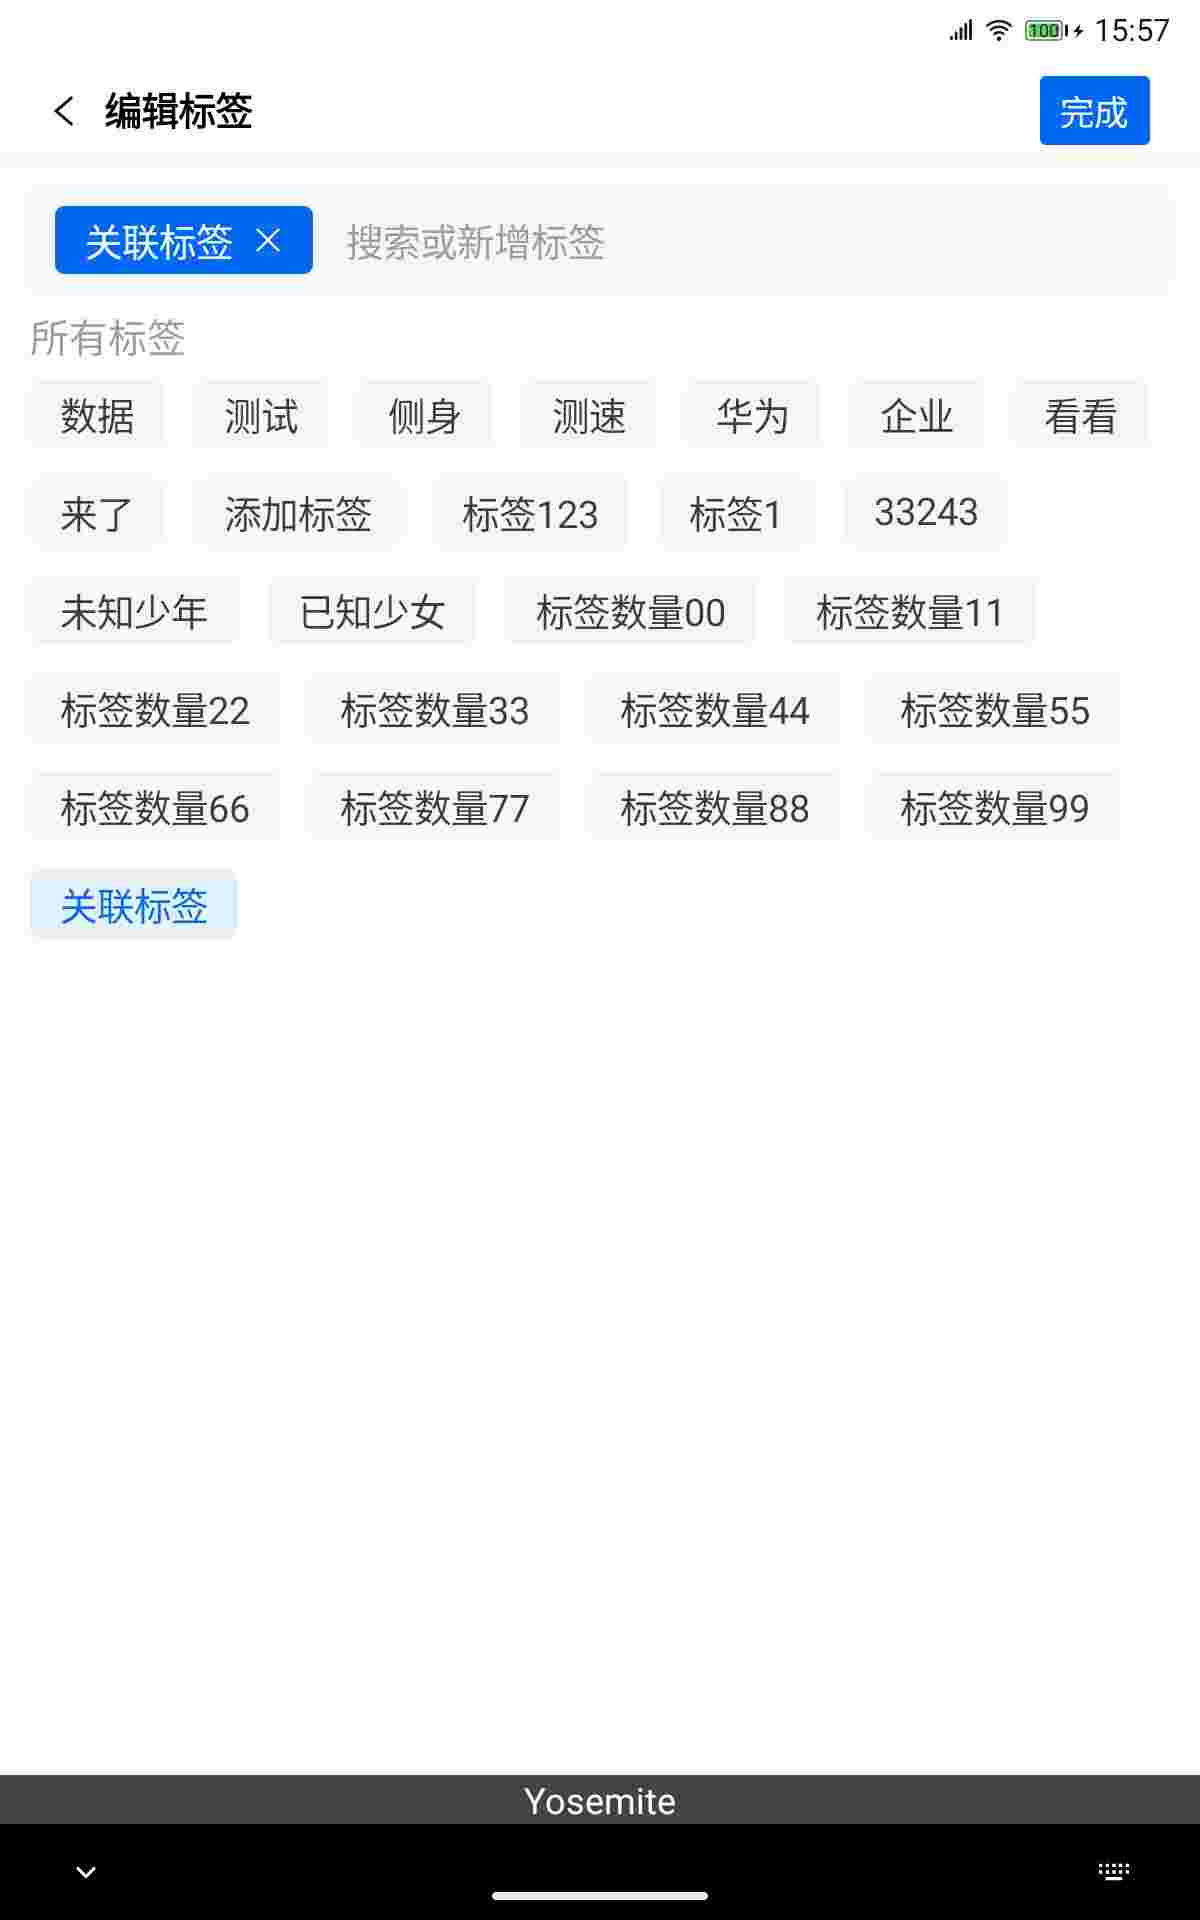 100 15:57
编辑标签 完成
关联标签 搜索或新增标签
所有标签
数据 测试 侧身 测速 华为 企业 看看
来了 添加标签 标签123 标签1 33243
未知少年 已知少女 标签数量00 标签数量11
标签数量22 标签数量33 标签数量44 标签数量55
标签数量66 标签数量77 标签数量88 标签数量99
关联标签
Yosemite